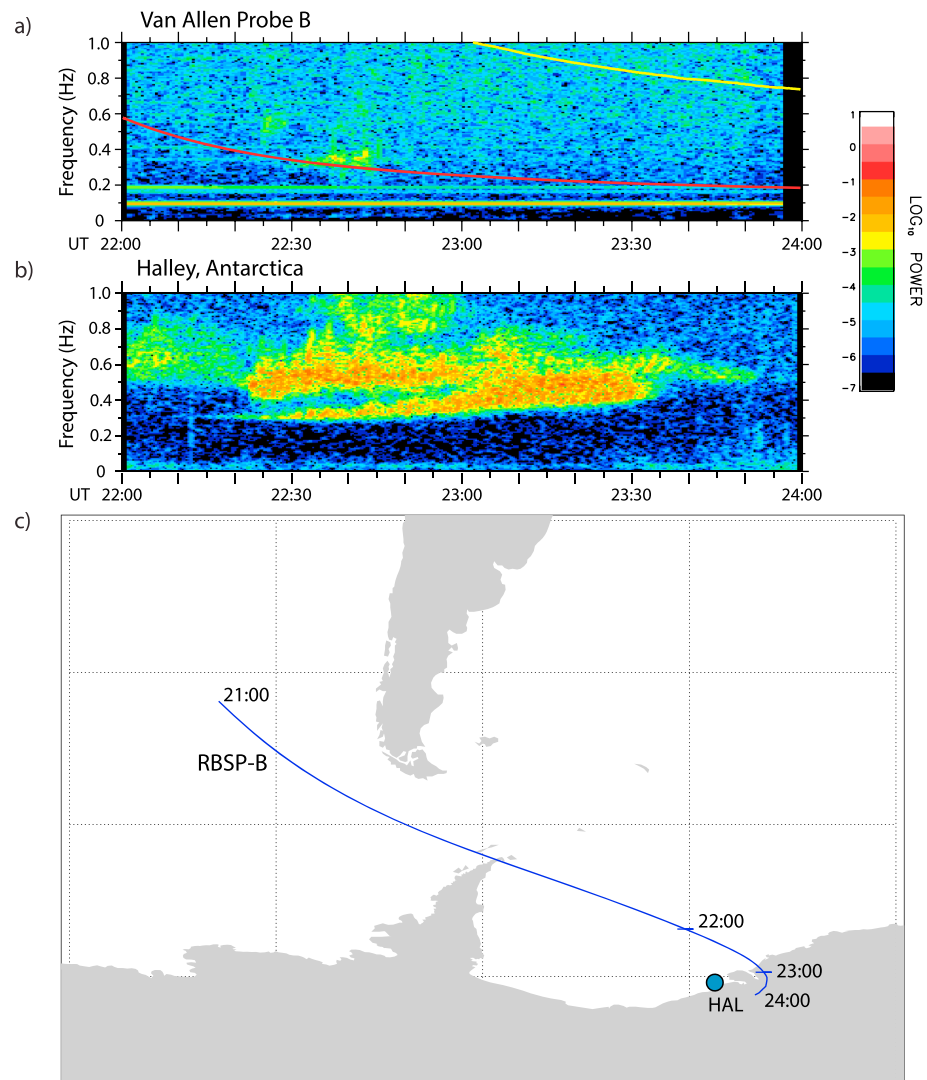 a)
Van Allen Probe B
1.0
0.8
0.6
0.4
0.2
0
Frequency (Hz)
UT 22:00 22:30 23:00 23:30 24:00
b)
Halley, Antarctica
1.0
0.8
0.6
0.4
0.2
0
Frequency (Hz)
UT 22:00 22:30 23:00 23:30 24:00
1
0
-1
-2
-3
-4
-5
-6
-7
LOG₁₀ POWER
c)
21:00
RBSP-B
22:00
23:00
24:00
HAL